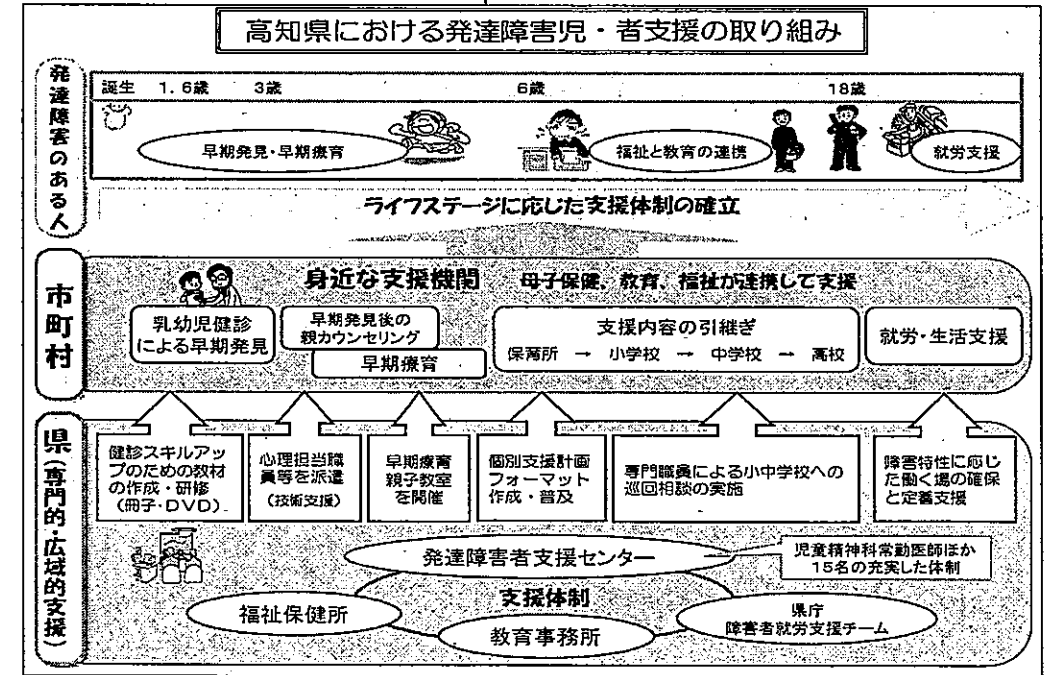 高知県における発達障害児・者支援の取り組み
発達障害のある人
誕生 1.6歳 3歳 6歳 18歳
早期発見・早期療育
福祉と教育の連携
就労支援
ライフステージに応じた支援体制の確立
市町村
身近な支援機関 母子保健、教育、福祉が連携して支援
乳幼児健診
による早期発見
早期発見後の
親カウンセリング
早期療育
支援内容の引継ぎ
保育所 → 小学校 → 中学校 → 高校
就労・生活支援
県(専門的・広域的支援)
健診スキルアッ
プのための教材
の作成・研修
(冊子・DVD)
心理担当職
員等を派遣
(技術支援)
早期療育
親子教室
を開催
個別支援計画
フォーマット
作成・普及
専門職員による小中学校への
巡回相談の実施
障害特性に応じ
た働く場の確保
と定着支援
発達障害者支援センター
児童精神科常勤医師ほか
15名の充実した体制
福祉保健所
支援体制
教育事務所
県庁
障害者就労支援チーム